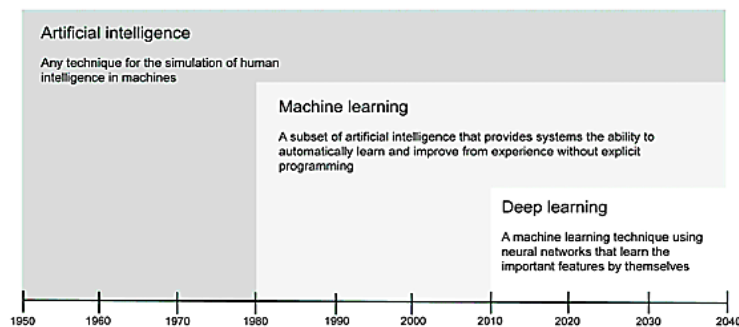 Artificial intelligence
Any technique for the simulation of human
intelligence in machines
Machine learning
A subset of artificial intelligence that provides systems the ability to
automatically learn and improve from experience without explicit
programming
Deep learning
A machine learning technique using
neural networks that learn the
important features by themselves
1950 1960 1970 1980 1990 2000 2010 2020 2030 2040